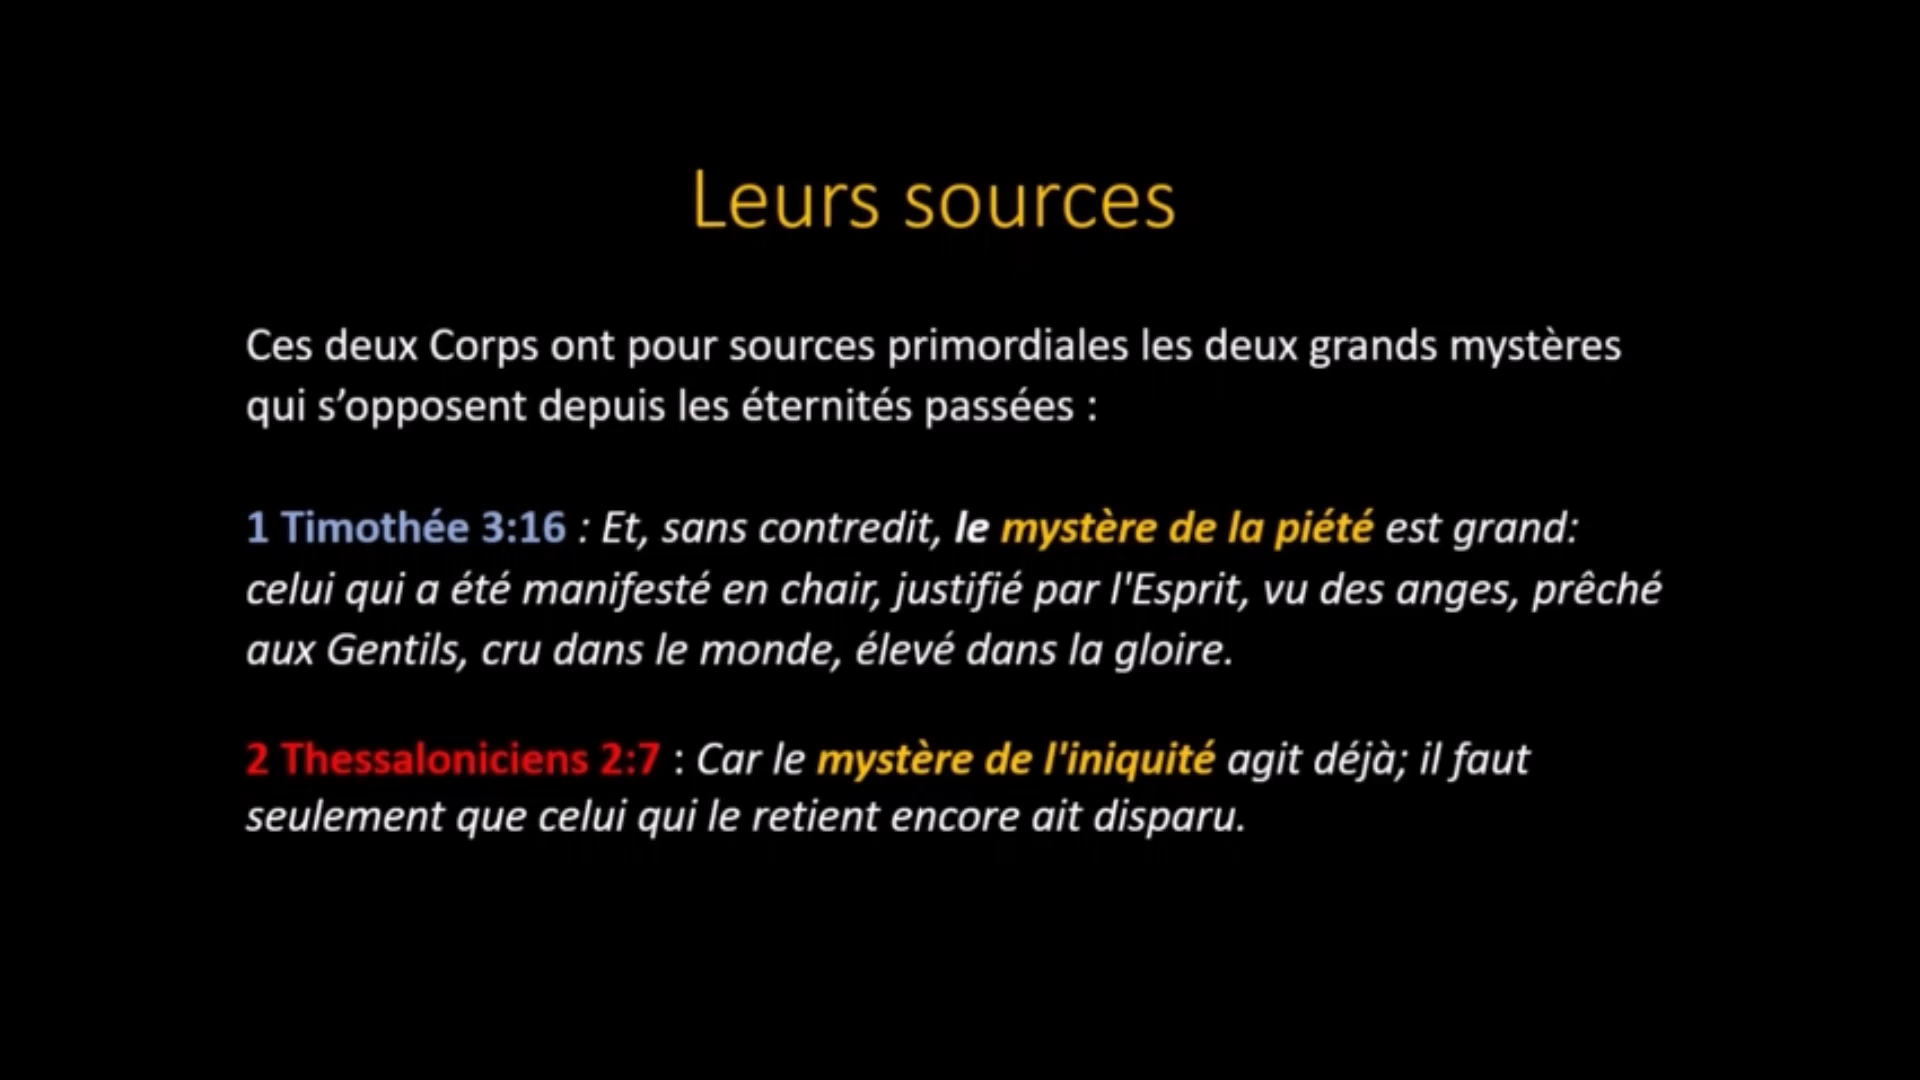 Leurs sources
Ces deux Corps ont pour sources primordiales les deux grands mystères
qui s’opposent depuis les éternités passées :
1 Timothée 3:16 : Et, sans contredit, le mystère de la piété est grand:
celui qui a été manifesté en chair, justifié par l'Esprit, vu des anges, prêché
aux Gentils, cru dans le monde, élevé dans la gloire.
2 Thessaloniciens 2:7 : Car le mystère de l'iniquité agit déjà; il faut
seulement que celui qui le retient encore ait disparu.